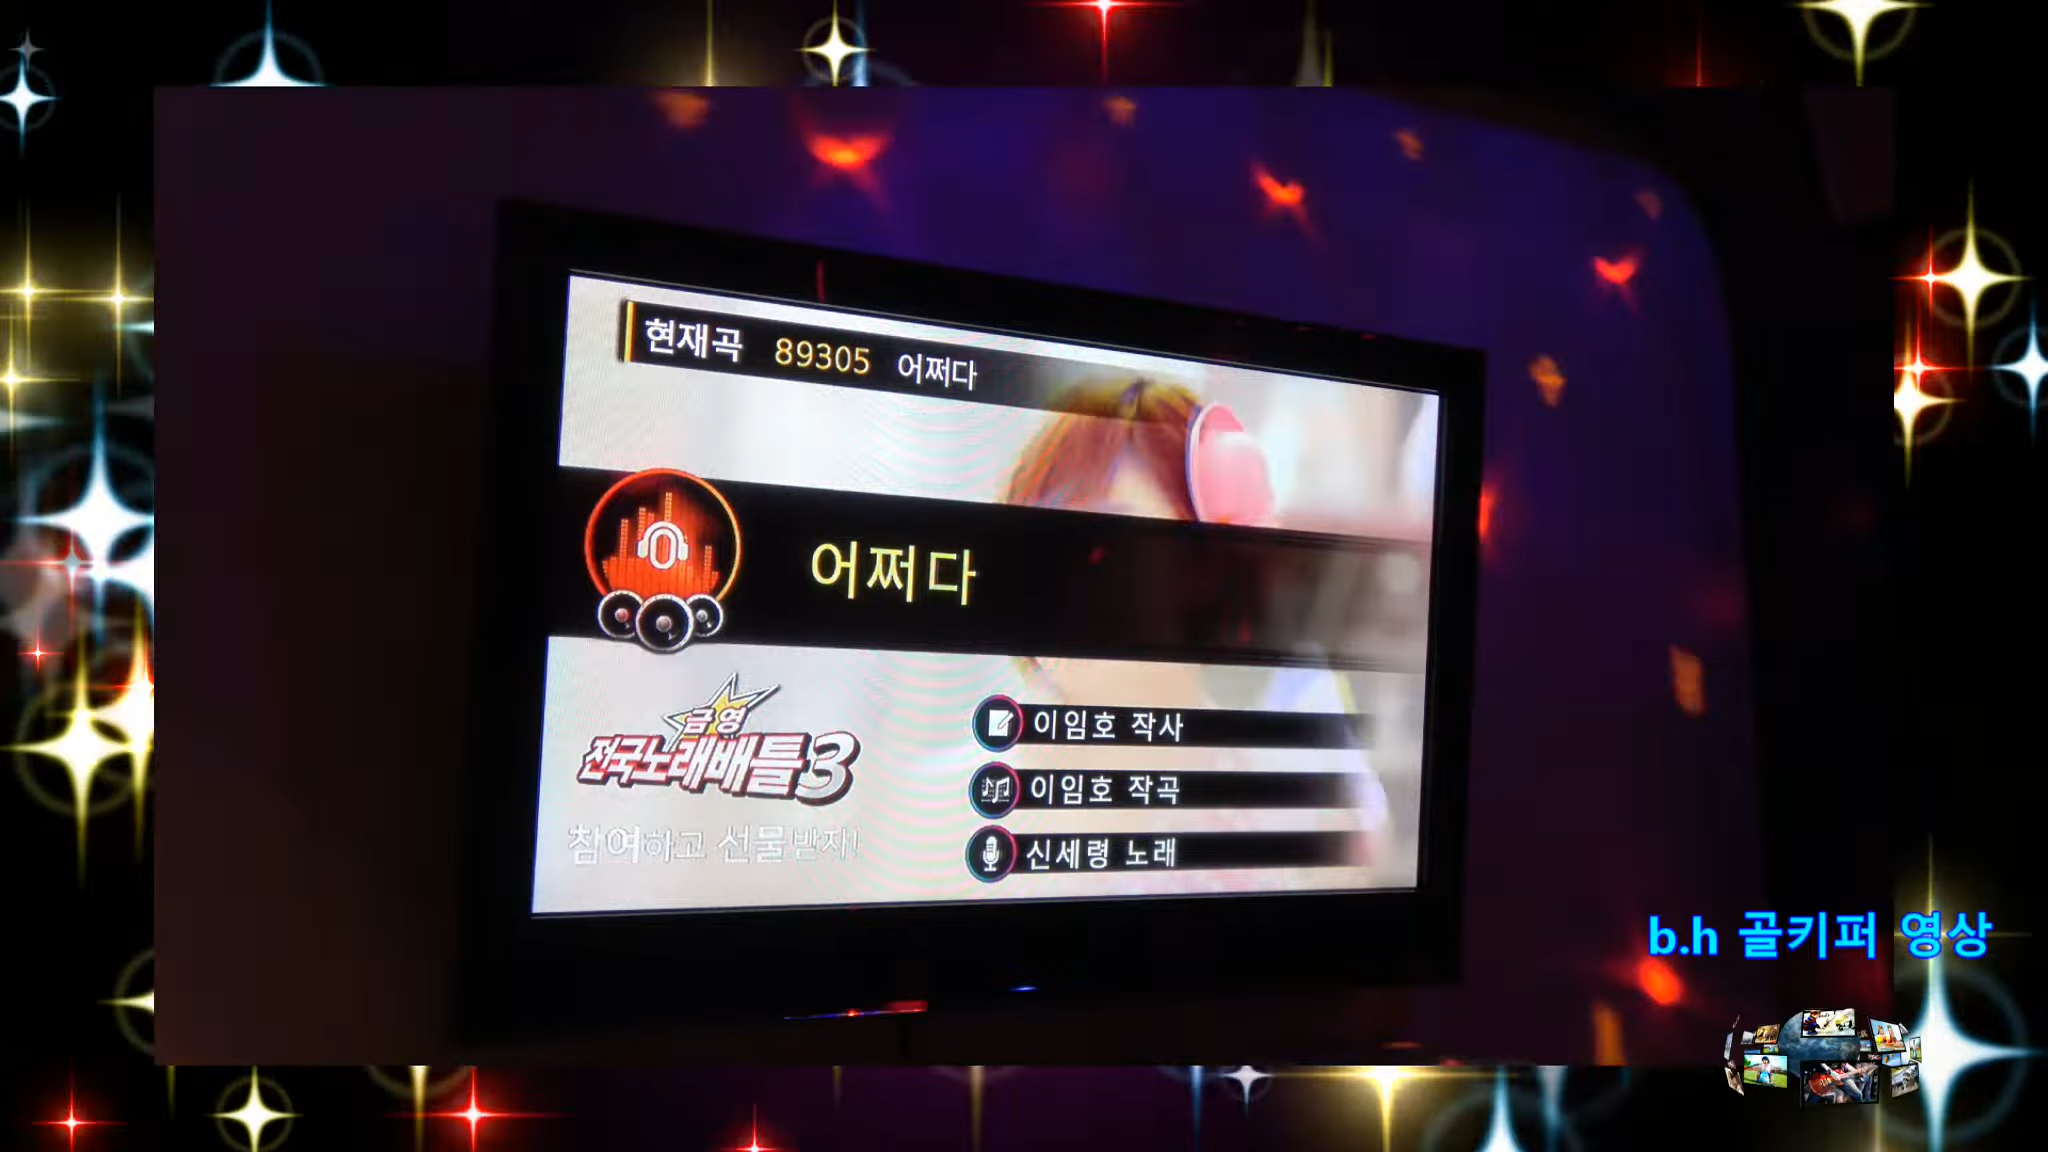 현재곡 89305 어쩌다
어쩌다
금영
전국노래배틀3
참여하고 선물받자!
이임호 작사
이임호 작곡
신세령 노래
b.h 골키퍼 영상